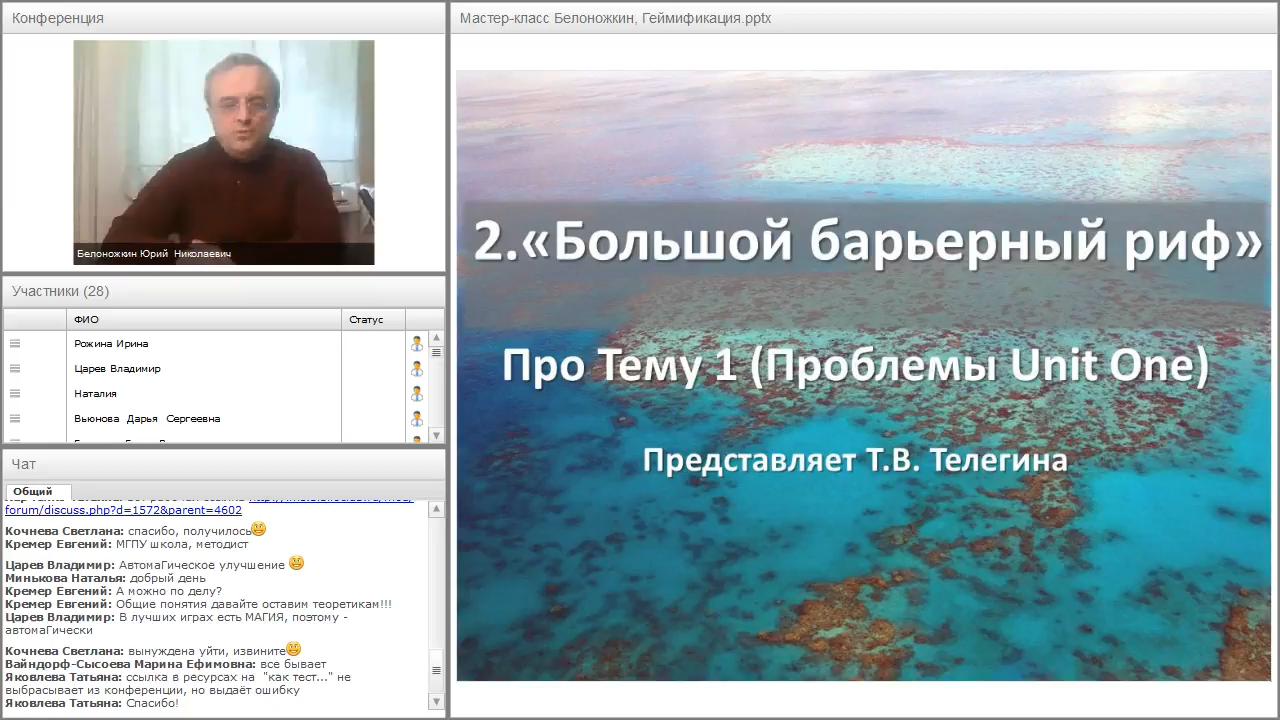 Конференция
Белоножкин Юрий Николаевич
Участники (28)
ФИО
Статус
Рожина Ирина
Царев Владимир
Наталия
Вьюнова Дарья Сергеевна
Чат
Общий
forum/discuss.php?d=1572&parent=4602
Кочнева Светлана: спасибо, получилось
Кремер Евгений: МГПУ школа, методист
Царев Владимир: АвтомаГическое улучшение
Минькова Наталья: добрый день
Кремер Евгений: А можно по делу?
Кремер Евгений: Общие понятия давайте оставим теоретикам!!!
Царев Владимир: В лучших играх есть МАГИЯ, поэтому -
автомаГически
Кочнева Светлана: вынуждена уйти, извините
Вайндорф-Сысоева Марина Ефимовна: все бывает
Яковлева Татьяна: ссылка в ресурсах на "как тест..." не
выбрасывает из конференции, но выдаёт ошибку
Яковлева Татьяна: Спасибо!
Мастер-класс Белоножкин, Геймификация.pptx
2.«Большой барьерный риф»
Про Тему 1 (Проблемы Unit One)
Представляет Т.В. Телегина